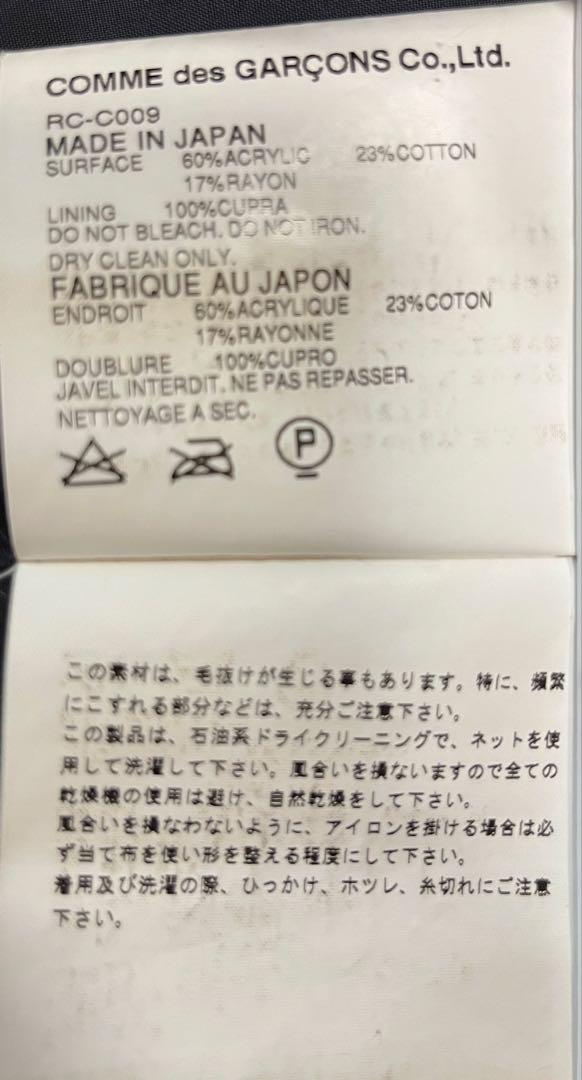 COMME des GARÇONS Co.,Ltd.
RC-C009
MADE IN JAPAN
SURFACE 60%ACRYLIC 23%COTTON
17%RAYON
LINING 100%CUPRA
DO NOT BLEACH. DO NOT IRON.
DRY CLEAN ONLY.
FABRIQUE AU JAPON
ENDROIT 60%ACRYLIQUE 23%COTON
17%RAYONNE
DOUBLURE 100%CUPRO
JAVEL INTERDIT. NE PAS REPASSER.
NETTOYAGE A SEC.
P
この素材は、毛抜けが生じる事もあります。特に、頻繁
にこすれる部分などは、充分ご注意下さい。
この製品は、石油系ドライクリーニングで、ネットを使
用して洗濯して下さい。風合いを損ないますので全ての
乾燥機の使用は避け、自然乾燥をして下さい。
風合いを損なわないように、アイロンを掛ける場合は必
ず当て布を使い形を整える程度にして下さい。
着用及び洗濯の際、ひっかけ、ホツレ、糸切れにご注意
下さい。